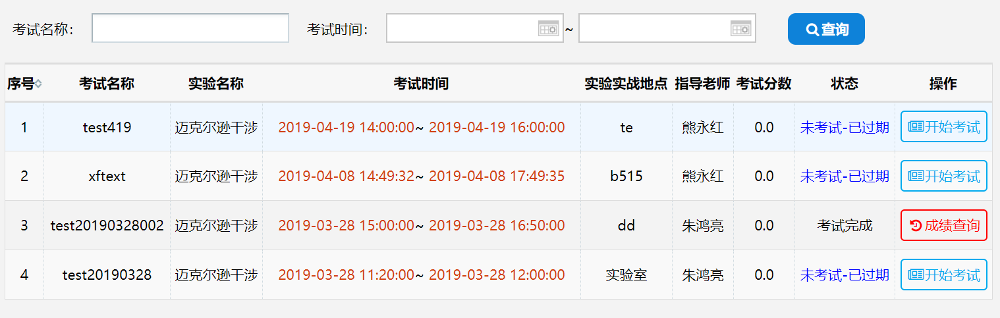 考试名称： 考试时间： ~ 查询
序号 考试名称 实验名称 考试时间 实验实战地点 指导老师 考试分数 状态 操作
1 test419 迈克尔逊干涉 2019-04-19 14:00:00~ 2019-04-19 16:00:00 te 熊永红 0.0 未考试-已过期 开始考试
2 xftext 迈克尔逊干涉 2019-04-08 14:49:32~ 2019-04-08 17:49:35 b515 熊永红 0.0 未考试-已过期 开始考试
3 test20190328002 迈克尔逊干涉 2019-03-28 15:00:00~ 2019-03-28 16:50:00 dd 朱鸿亮 0.0 考试完成 成绩查询
4 test20190328 迈克尔逊干涉 2019-03-28 11:20:00~ 2019-03-28 12:00:00 实验室 朱鸿亮 0.0 未考试-已过期 开始考试